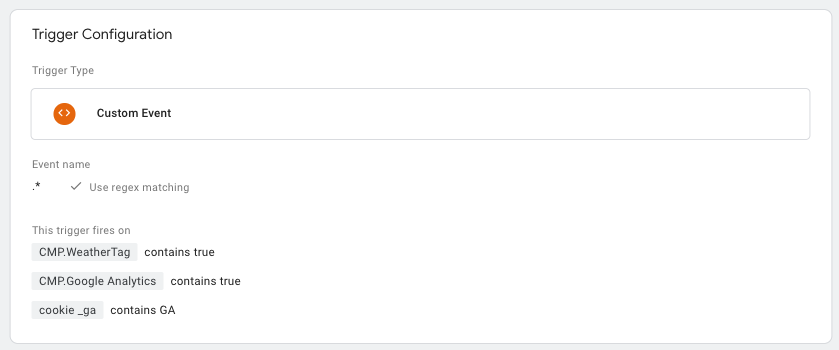 Trigger Configuration
Trigger Type
Custom Event
Event name
.* Use regex matching
This trigger fires on
CMP.WeatherTag contains true
CMP.Google Analytics contains true
cookie _ga contains GA